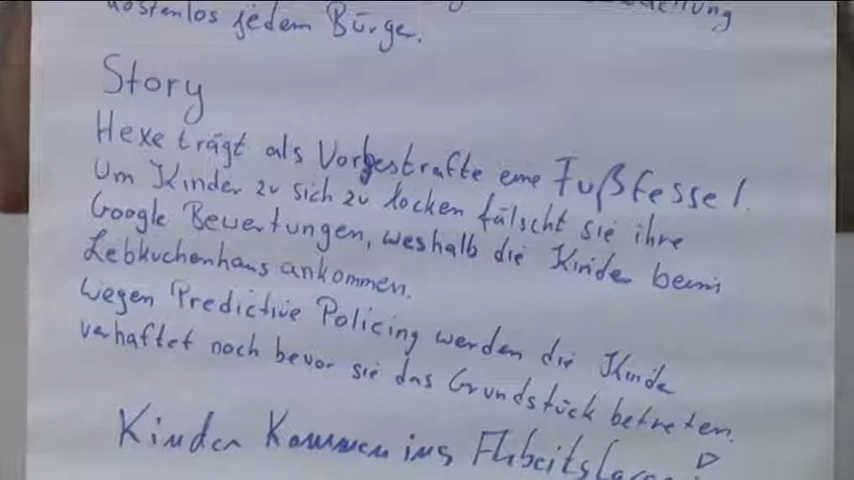 kostenlos jedem Bürger.
Story
Hexe trägt als Vorbestrafte eine Fußfessel.
Um Kinder zu sich zu locken fälscht sie ihre
Google Bewertungen, weshalb die Kinder beim
Lebkuchenhaus ankommen.
Wegen Predictive Policing werden die Kinder
verhaftet noch bevor sie das Grundstück betreten.
Kinder kommen ins